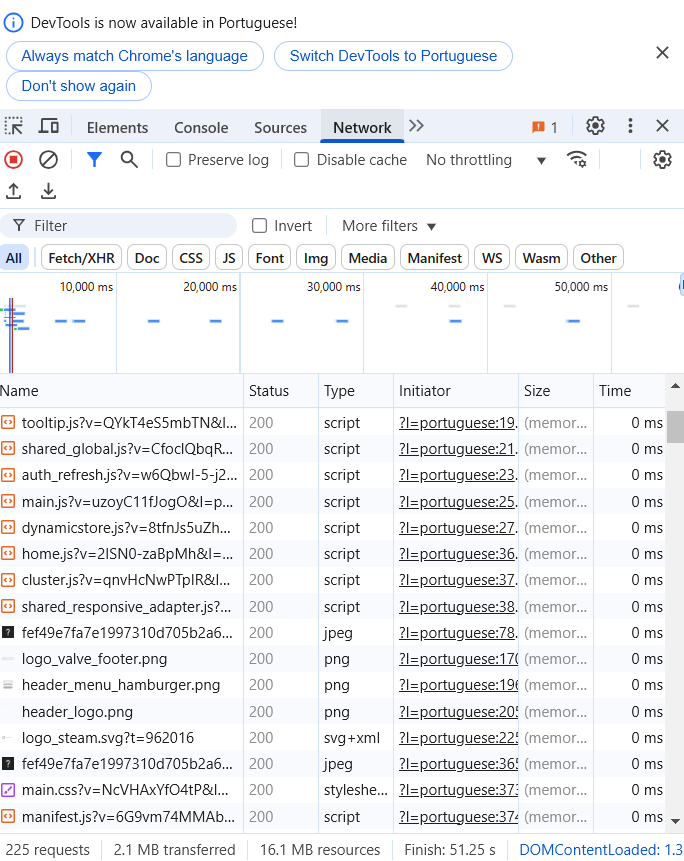 DevTools is now available in Portuguese!
Always match Chrome's language Switch DevTools to Portuguese
Don't show again
Elements Console Sources Network 1
Preserve log Disable cache No throttling
Filter Invert More filters
All Fetch/XHR Doc CSS JS Font Img Media Manifest WS Wasm Other
10,000 ms 20,000 ms 30,000 ms 40,000 ms 50,000 ms
Name Status Type Initiator Size Time
tooltip.js?v=QYkT4eS5mbTN&l... 200 script ?l=portuguese:19. (memor... 0 ms
shared_global.js?v=CfoclQbqR... 200 script ?l=portuguese:21. (memor... 0 ms
auth_refresh.js?v=w6QbwI-5-j2... 200 script ?l=portuguese:23. (memor... 0 ms
main.js?v=uzoyC11fJogO&l=p... 200 script ?l=portuguese:25. (memor... 0 ms
dynamicstore.js?v=8tfnJs5uZh... 200 script ?l=portuguese:27. (memor... 0 ms
home.js?v=2ISN0-zaBpMh&l=... 200 script ?l=portuguese:36. (memor... 0 ms
cluster.js?v=qnvHcNwPTpIR&l... 200 script ?l=portuguese:37. (memor... 0 ms
shared_responsive_adapter.js?... 200 script ?l=portuguese:38. (memor... 0 ms
fef49e7fa7e1997310d705b2a6... 200 jpeg ?l=portuguese:78. (memor... 0 ms
logo_valve_footer.png 200 png ?l=portuguese:170 (memor... 0 ms
header_menu_hamburger.png 200 png ?l=portuguese:196 (memor... 0 ms
header_logo.png 200 png ?l=portuguese:205 (memor... 0 ms
logo_steam.svg?t=962016 200 svg+xml ?l=portuguese:225 (memor... 0 ms
fef49e7fa7e1997310d705b2a6... 200 jpeg ?l=portuguese:365 (memor... 0 ms
main.css?v=NcVHAxYfO4tP&l... 200 styleshe... ?l=portuguese:373 (memor... 0 ms
manifest.js?v=6G9vm74MMAb... 200 script ?l=portuguese:374 (memor... 0 ms
225 requests 2.1 MB transferred 16.1 MB resources Finish: 51.25 s DOMContentLoaded: 1.3